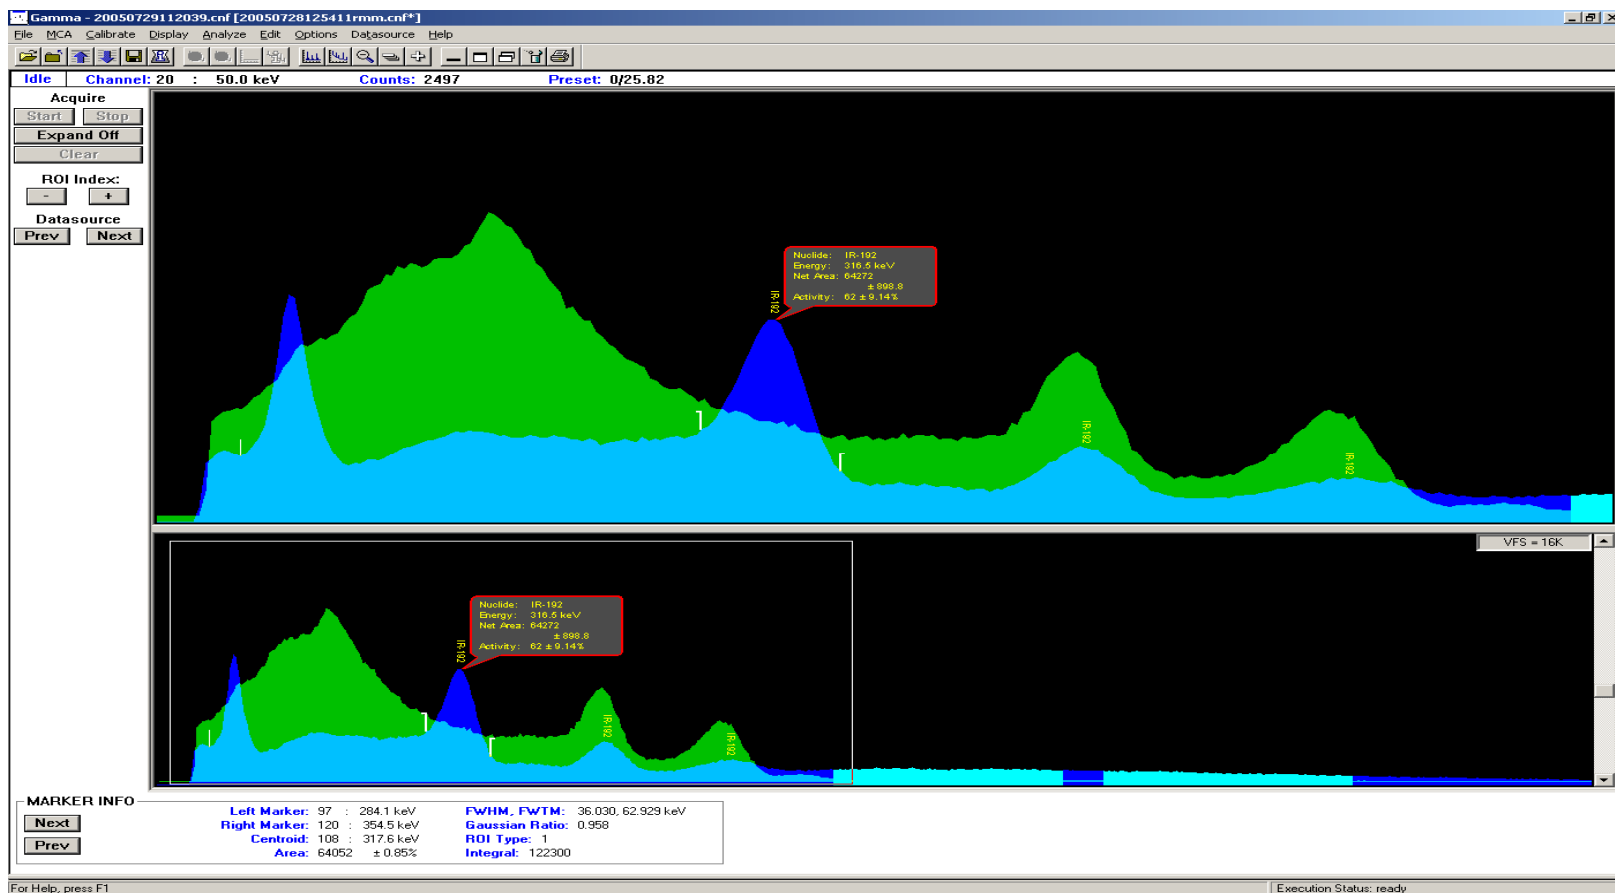 Gamma - 20050729112039.cnf [20050728125411rmm.cnf*]
File MCA Calibrate Display Analyze Edit Options Datasource Help
Idle Channel: 20 : 50.0 keV Counts: 2497 Preset: 0/25.82
Acquire
Start Stop
Expand Off
Clear
ROI Index:
- +
Datasource
Prev Next
Nuclide: IR-192
Energy: 316.5 keV
Net Area: 64272
± 898.8
Activity: 62 ± 9.14%
IR-192
IR-192
IR-192
VFS = 16K
Nuclide: IR-192
Energy: 316.5 keV
Net Area: 64272
± 898.8
Activity: 62 ± 9.14%
IR-192
IR-192
IR-192
MARKER INFO
Next
Prev
Left Marker: 97 : 284.1 keV FWHM, FWTM: 36.030, 62.929 keV
Right Marker: 120 : 354.5 keV Gaussian Ratio: 0.958
Centroid: 108 : 317.6 keV ROI Type: 1
Area: 64052 ± 0.85% Integral: 122300
For Help, press F1 Execution Status: ready